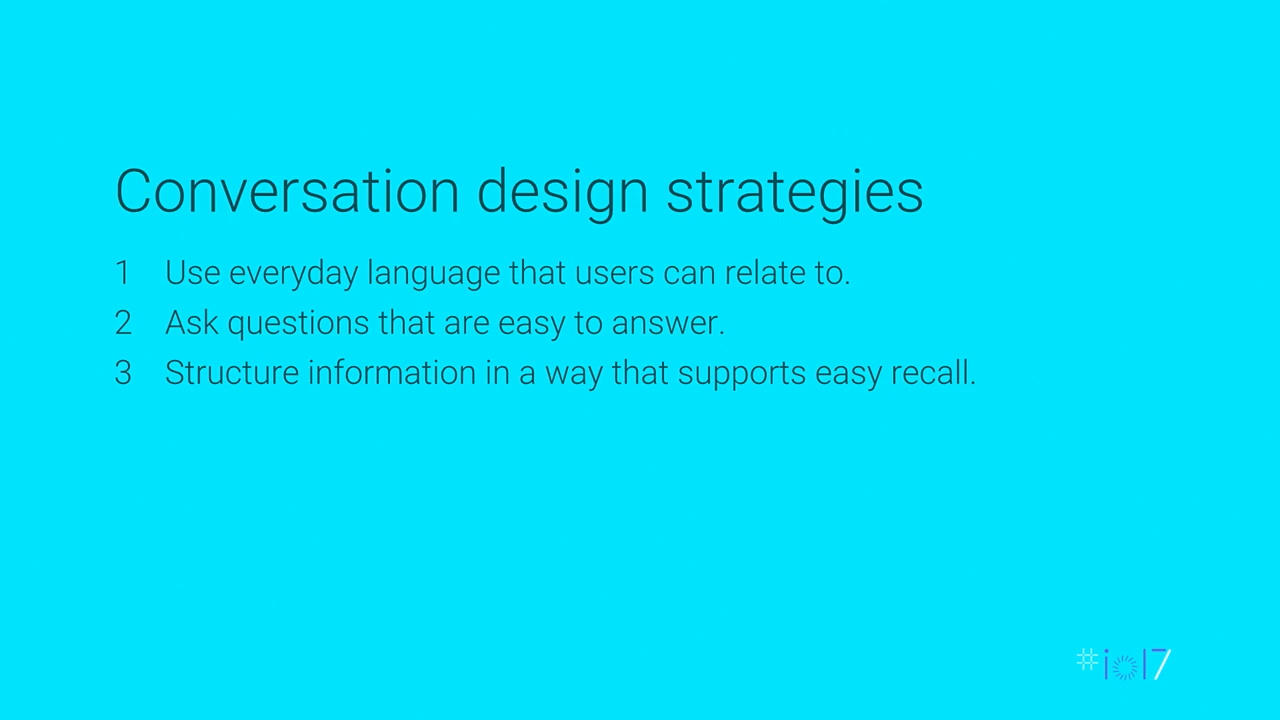 Conversation design strategies
1 Use everyday language that users can relate to.
2 Ask questions that are easy to answer.
3 Structure information in a way that supports easy recall.
#io17